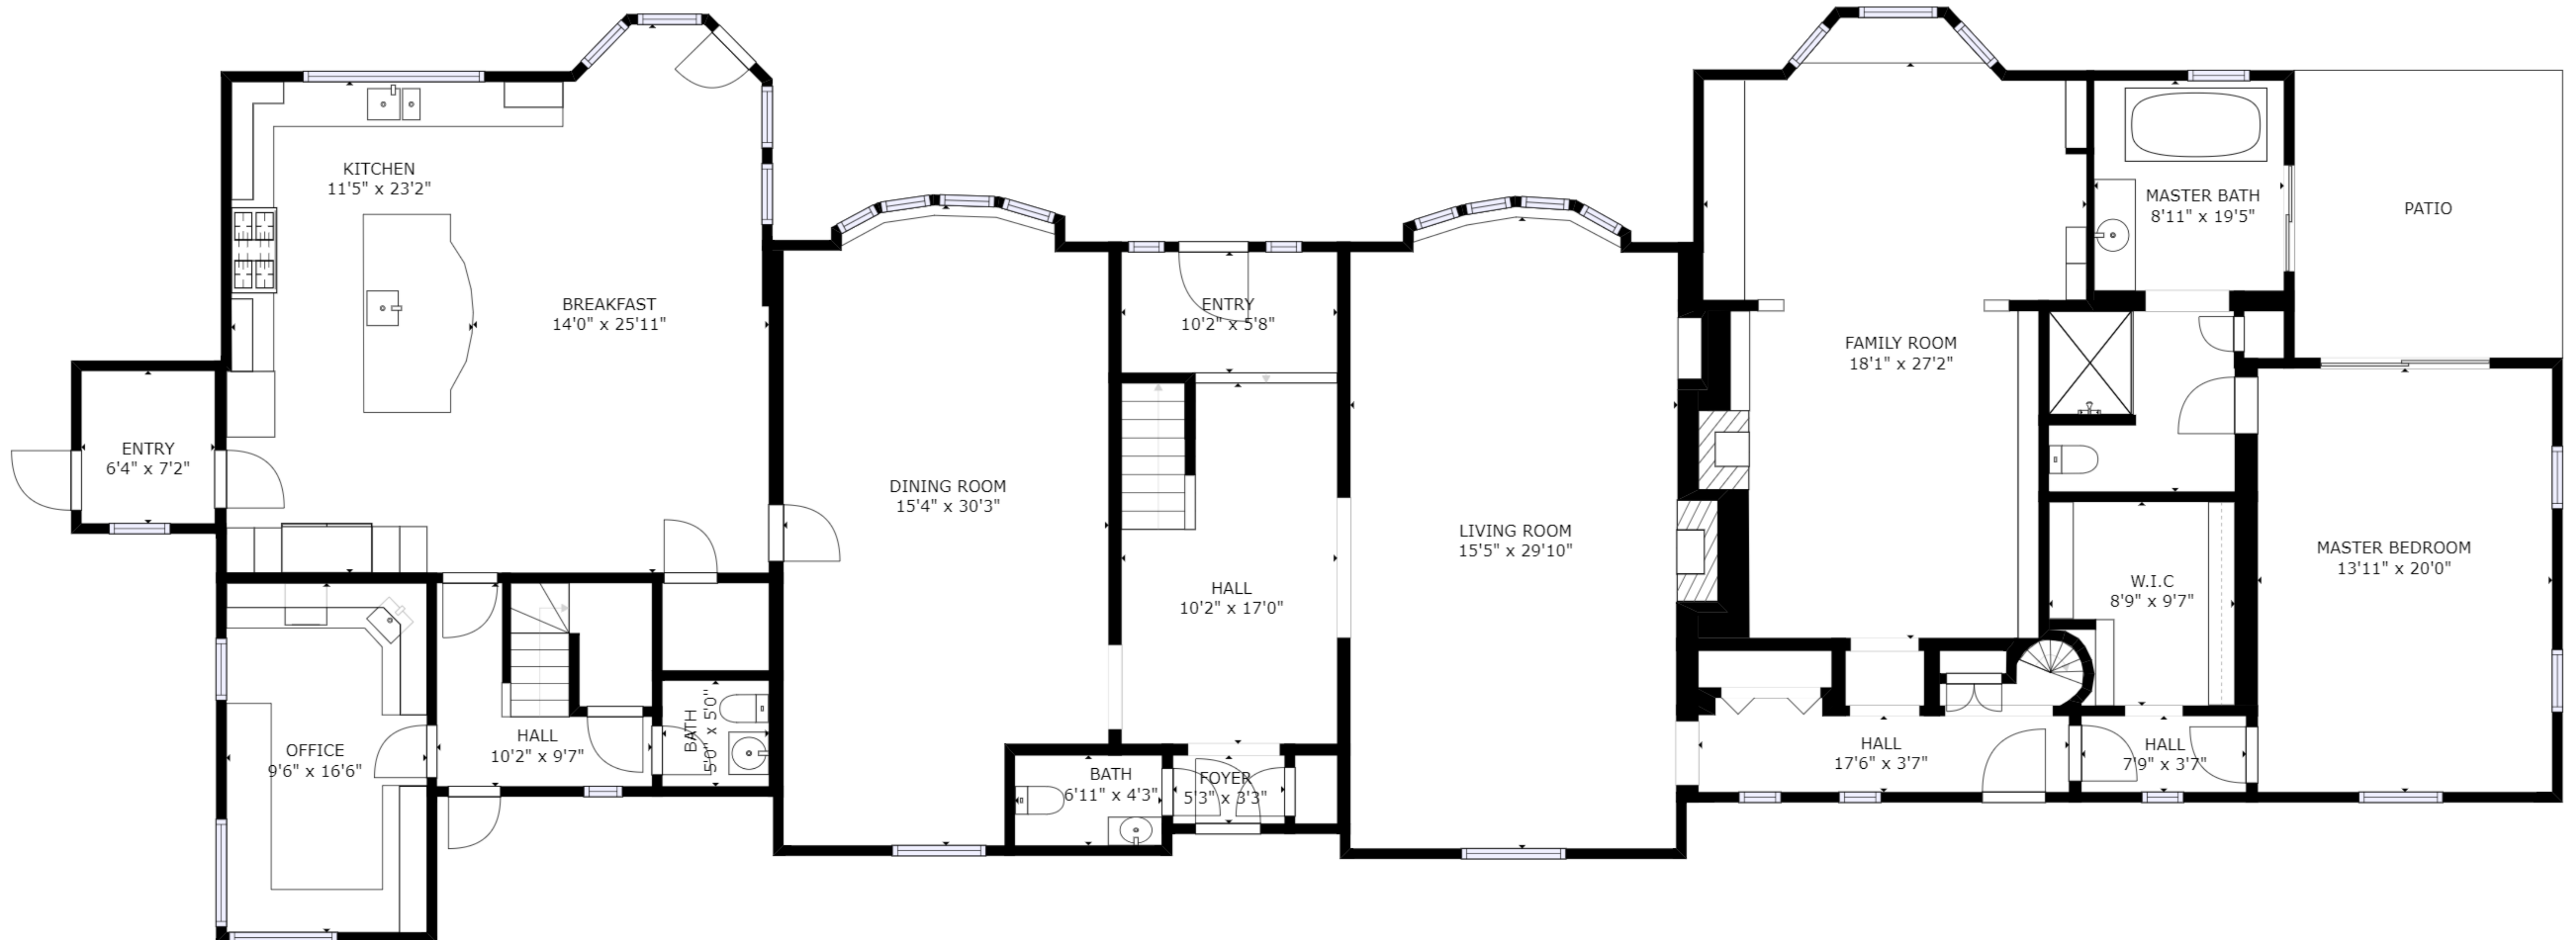 KITCHEN
11'5" x 23'2"
BREAKFAST
14'0" x 25'11"
ENTRY
6'4" x 7'2"
OFFICE
9'6" x 16'6"
HALL
10'2" x 9'7"
BATH
5'0" x 5'0"
DINING ROOM
15'4" x 30'3"
ENTRY
10'2" x 5'8"
HALL
10'2" x 17'0"
BATH
6'11" x 4'3"
FOYER
5'3" x 3'3"
LIVING ROOM
15'5" x 29'10"
FAMILY ROOM
18'1" x 27'2"
HALL
17'6" x 3'7"
MASTER BATH
8'11" x 19'5"
W.I.C
8'9" x 9'7"
HALL
7'9" x 3'7"
PATIO
MASTER BEDROOM
13'11" x 20'0"